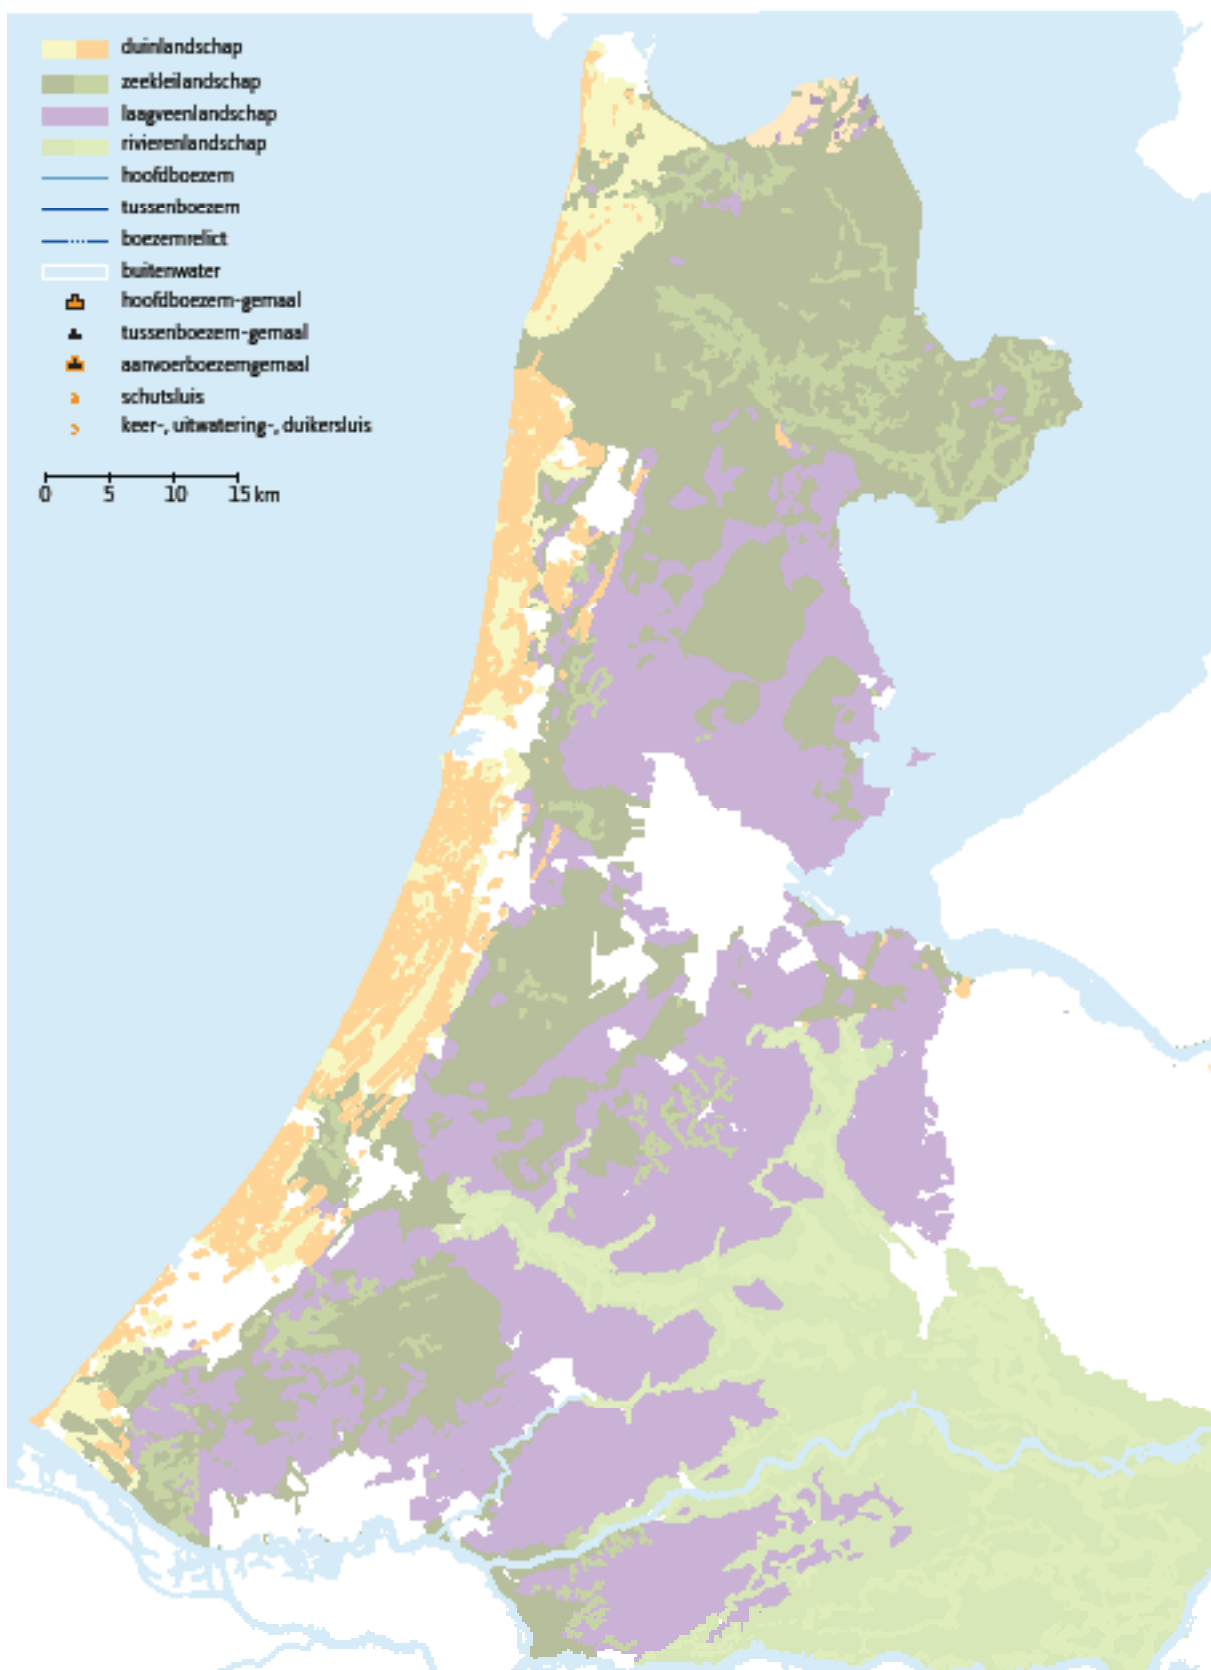 duinlandschap
zeekleilandschap
laagveenlandschap
rivierenlandschap
hoofdboezem
tussenboezem
boezemrelict
buitenwater
hoofdboezem-gemaal
tussenboezem-gemaal
aanvoerboezemgemaal
schutsluis
keer-, uitwatering-, duikersluis
0 5 10 15 km